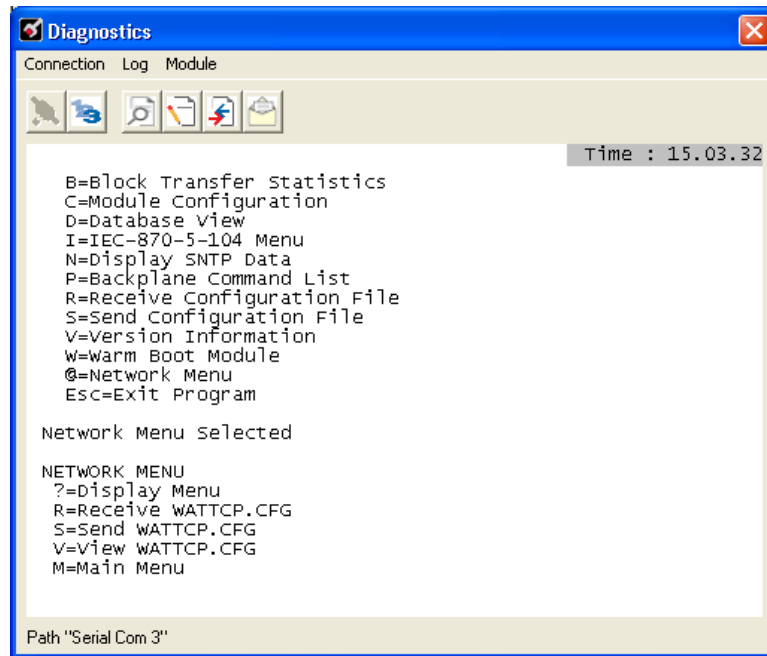 Diagnostics
Connection Log Module
3
Time : 15.03.32
B=Block Transfer Statistics
C=Module Configuration
D=Database View
I=IEC-870-5-104 Menu
N=Display SNTP Data
P=Backplane Command List
R=Receive Configuration File
S=Send Configuration File
V=Version Information
W=Warm Boot Module
@=Network Menu
Esc=Exit Program
Network Menu Selected
NETWORK MENU
?=Display Menu
R=Receive WATTCP.CFG
S=Send WATTCP.CFG
V=View WATTCP.CFG
M=Main Menu
Path "Serial Com 3"